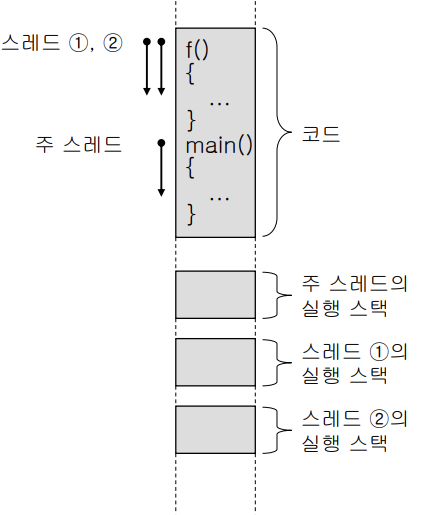 스레드 ①, ②
f()
{
...
}
주 스레드
main()
{
...
}
코드
주 스레드의
실행 스택
스레드 ①의
실행 스택
스레드 ②의
실행 스택